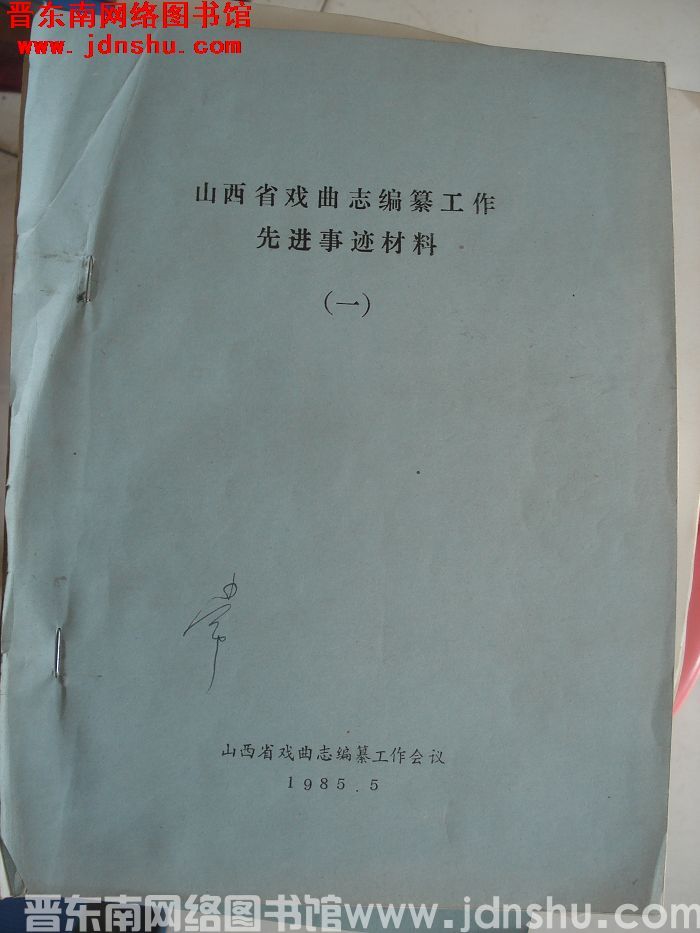 晋东南网络图书馆
www.jdnshu.com
山西省戏曲志编纂工作
先进事迹材料
（一）
常
山西省戏曲志编纂工作会议
1985.5
晋东南网络图书馆www.jdnshu.com